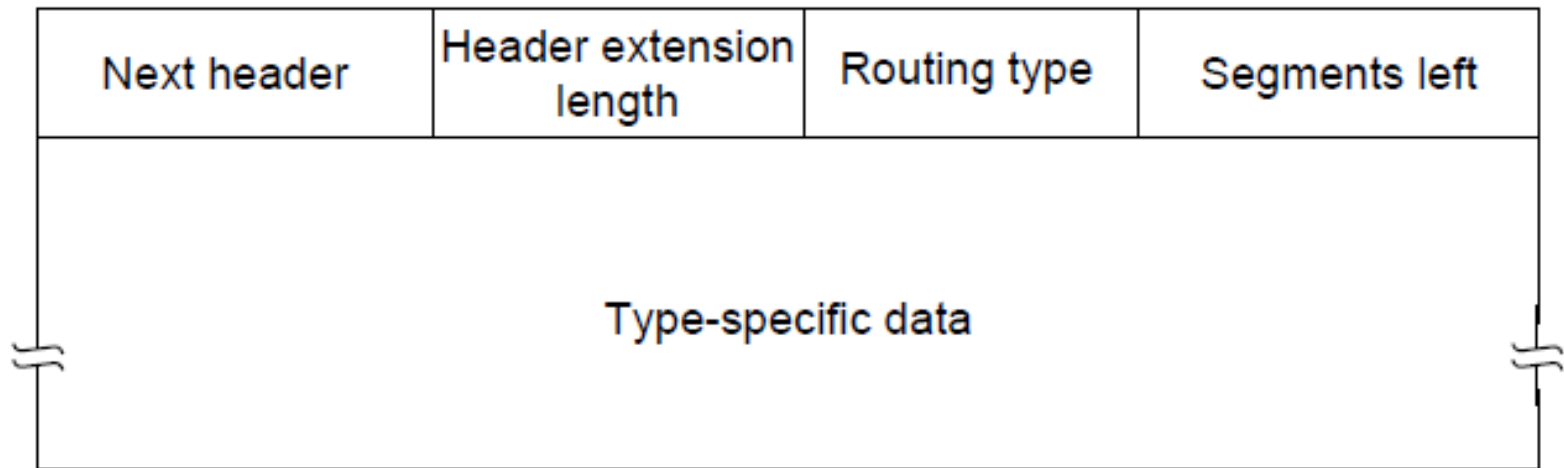 Next header
Header extension
length
Routing type
Segments left
Type-specific data